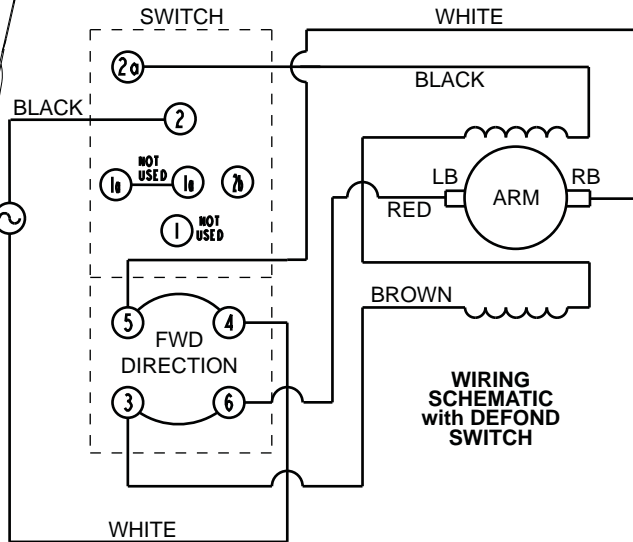 SWITCH
WHITE
2a
BLACK
BLACK
2
NOT
USED
1a
1a
2b
LB
ARM
RB
RED
1
NOT
USED
BROWN
5
4
FWD
DIRECTION
3
6
WIRING
SCHEMATIC
with DEFOND
SWITCH
WHITE